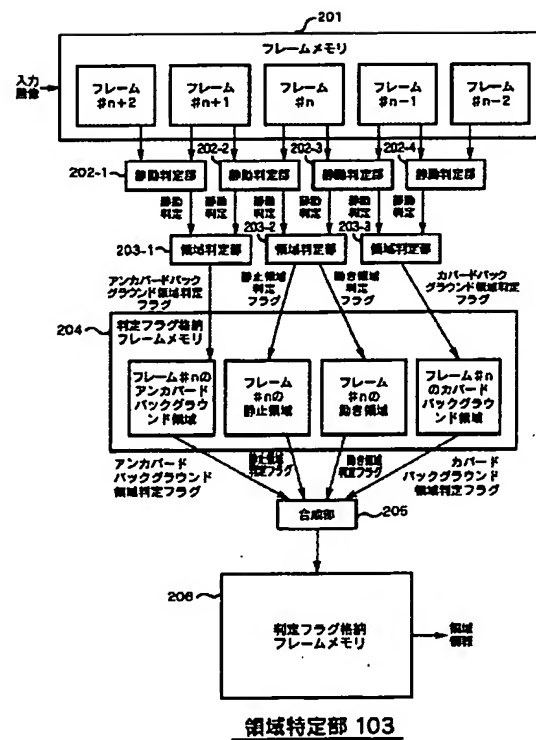 201
フレームメモリ
入力
画像
フレーム
#n+2
フレーム
#n+1
フレーム
#n
フレーム
#n−1
フレーム
#n−2
202-1
202-2
202-3
202-4
静動判定部
静動判定部
静動判定部
静動判定部
静動
判定
静動
判定
静動
判定
静動
判定
静動
判定
静動
判定
203-1
203-2
203-3
領域判定部
領域判定部
領域判定部
アンカバードバック
グラウンド領域判定
フラグ
静止領域
判定
フラグ
動き領域
判定
フラグ
カバードバック
グラウンド領域判定
フラグ
204
判定フラグ格納
フレームメモリ
フレーム#nの
アンカバード
バックグラウ
ンド領域
フレーム
#nの
静止領域
フレーム
#nの
動き領域
フレーム#n
のカバード
バックグラ
ウンド領域
アンカバード
バックグラウンド
領域判定フラグ
静止領域
判定フラグ
動き領域
判定フラグ
カバード
バックグラウンド
領域判定フラグ
合成部
205
206
判定フラグ格納
フレームメモリ
領域
情報
領域特定部 103